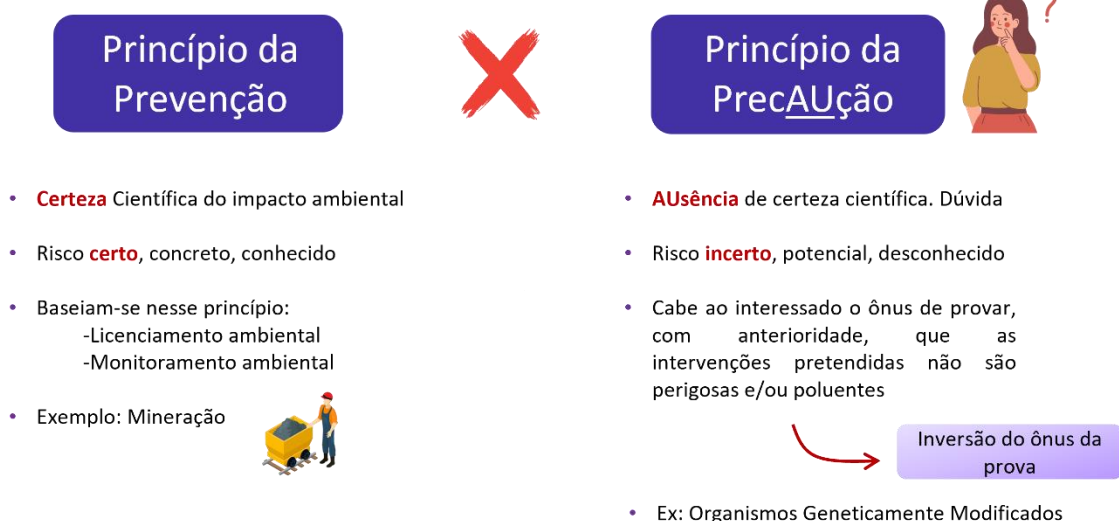 Princípio da
Prevenção
• Certeza Científica do impacto ambiental
• Risco certo, concreto, conhecido
• Baseiam-se nesse princípio:
-Licenciamento ambiental
-Monitoramento ambiental
• Exemplo: Mineração
Princípio da
PrecAUção
?
• AUsência de certeza científica. Dúvida
• Risco incerto, potencial, desconhecido
• Cabe ao interessado o ônus de provar,
com anterioridade, que as
intervenções pretendidas não são
perigosas e/ou poluentes
Inversão do ônus da
prova
• Ex: Organismos Geneticamente Modificados